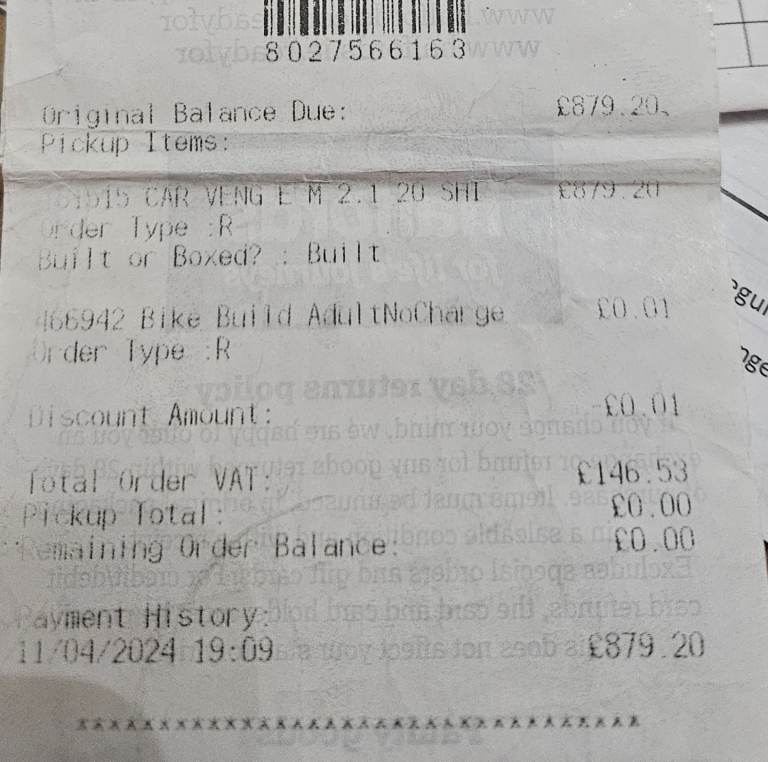 8027566163
Original Balance Due: £879.20
Pickup Items:
CAR VENG E M 2.1 20 SHI £879.20
Order Type :R
Built or Boxed? : Built
466942 Bike Build AdultNoCharge £0.01
Order Type :R
Discount Amount: -£0.01
Total Order VAT: £146.53
Pickup Total: £0.00
Remaining Order Balance: £0.00
Payment History:
11/04/2024 19:09 £879.20
****************************************